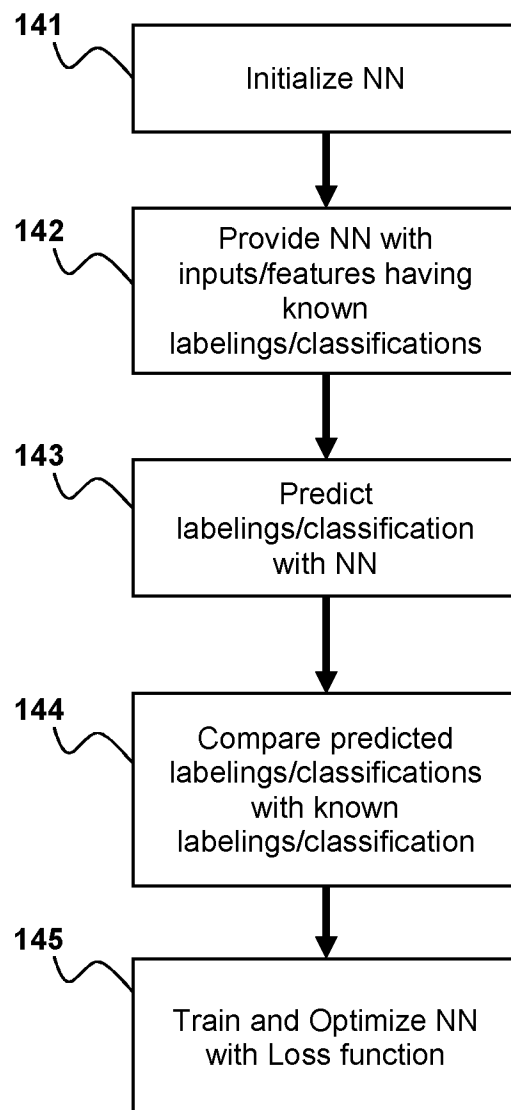 141
Initialize NN
142
Provide NN with
inputs/features having
known
labelings/classifications
143
Predict
labelings/classification
with NN
144
Compare predicted
labelings/classifications
with known
labelings/classification
145
Train and Optimize NN
with Loss function